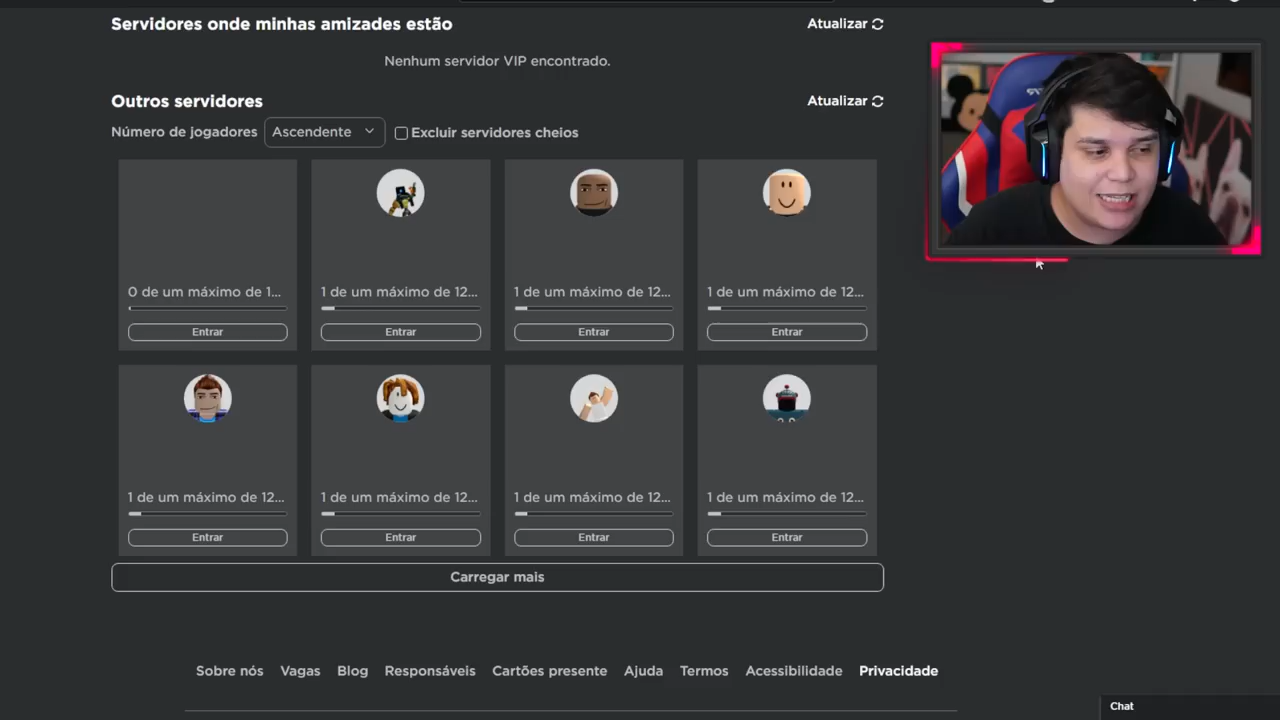 Servidores onde minhas amizades estão
Atualizar
Nenhum servidor VIP encontrado.
Outros servidores
Atualizar
Número de jogadores Ascendente Excluir servidores cheios
0 de um máximo de 1... 1 de um máximo de 12... 1 de um máximo de 12... 1 de um máximo de 12...
Entrar Entrar Entrar Entrar
1 de um máximo de 12... 1 de um máximo de 12... 1 de um máximo de 12... 1 de um máximo de 12...
Entrar Entrar Entrar Entrar
Carregar mais
Sobre nós Vagas Blog Responsáveis Cartões presente Ajuda Termos Acessibilidade Privacidade
Chat